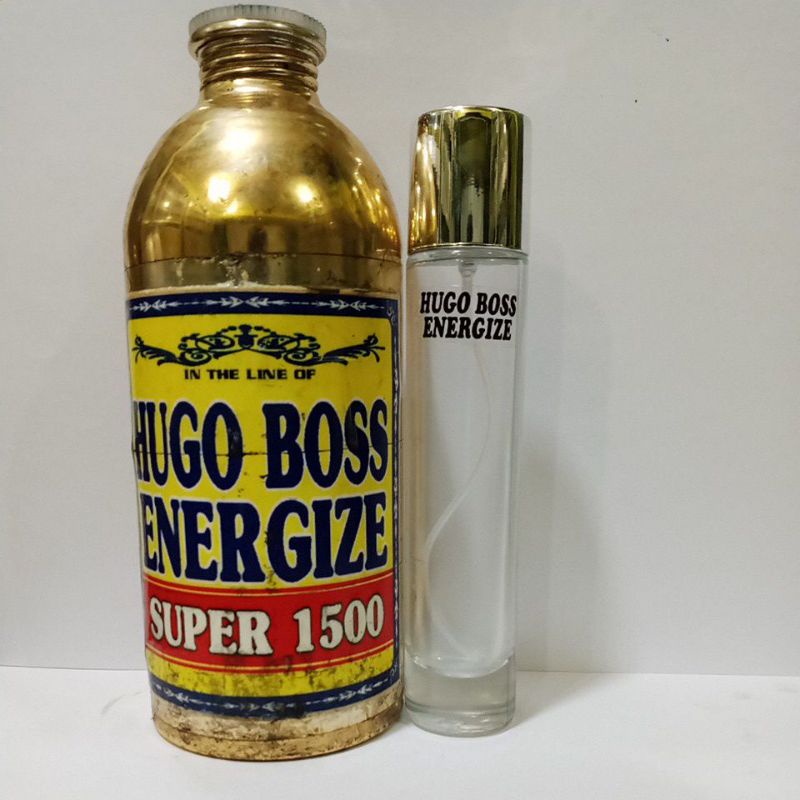 IN THE LINE OF
HUGO BOSS
ENERGIZE
SUPER 1500
HUGO BOSS
ENERGIZE